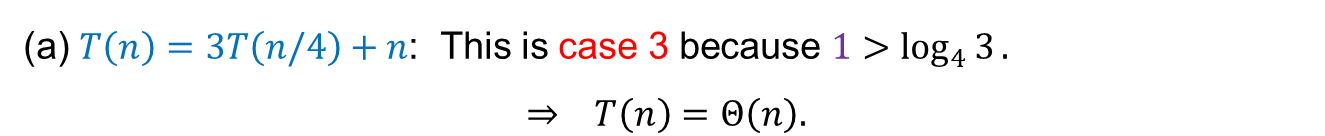 (a) T(n) = 3T(n/4) + n: This is case 3 because 1 > log₄ 3.
⇒ T(n) = Θ(n).